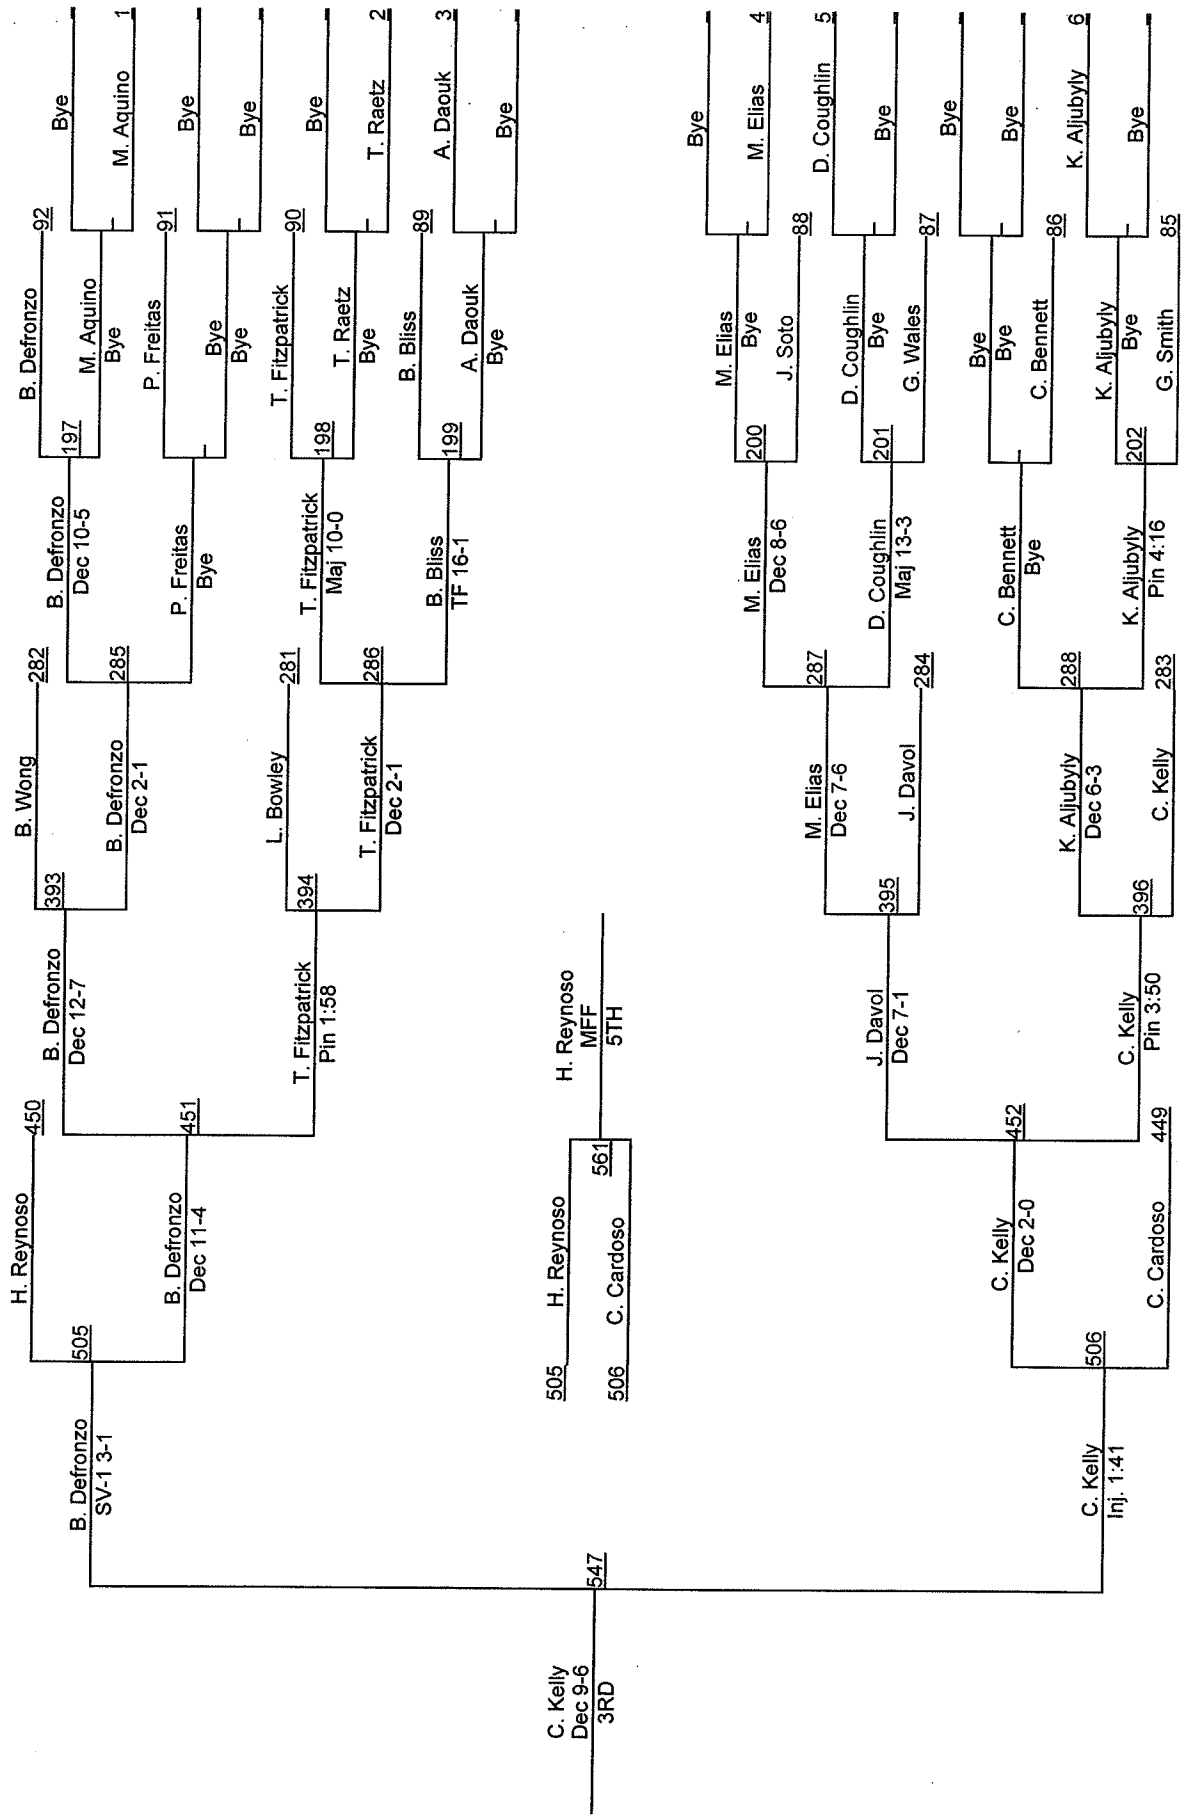 C. Kelly
Dec 9-6
3RD
547
B. Defronzo
SV-1 3-1
C. Kelly
Inj. 1:41
505
506
H. Reynoso
450
B. Defronzo
Dec 11-4
451
505
H. Reynoso
506
C. Cardoso
561
H. Reynoso
MFF
5TH
C. Kelly
Dec 2-0
452
C. Cardoso
449
B. Defronzo
Dec 12-7
393
T. Fitzpatrick
Pin 1:58
394
J. Davol
Dec 7-1
395
C. Kelly
Pin 3:50
396
B. Wong
282
B. Defronzo
Dec 2-1
285
L. Bowley
281
T. Fitzpatrick
Dec 2-1
286
M. Elias
Dec 7-6
287
J. Davol
284
K. Aljubyly
Dec 6-3
288
C. Kelly
283
B. Defronzo
Dec 10-5
197
P. Freitas
Bye
T. Fitzpatrick
Maj 10-0
198
B. Bliss
TF 16-1
199
M. Elias
Dec 8-6
200
D. Coughlin
Maj 13-3
201
C. Bennett
Bye
K. Aljubyly
Pin 4:16
202
B. Defronzo
92
M. Aquino
Bye
P. Freitas
91
Bye
Bye
T. Fitzpatrick
90
T. Raetz
Bye
B. Bliss
89
A. Daouk
Bye
M. Elias
Bye
J. Soto
88
D. Coughlin
Bye
G. Wales
87
Bye
Bye
C. Bennett
86
K. Aljubyly
Bye
G. Smith
85
Bye
M. Aquino 1
Bye
Bye
Bye
T. Raetz 2
A. Daouk 3
Bye
Bye
M. Elias 4
D. Coughlin 5
Bye
Bye
Bye
K. Aljubyly 6
Bye